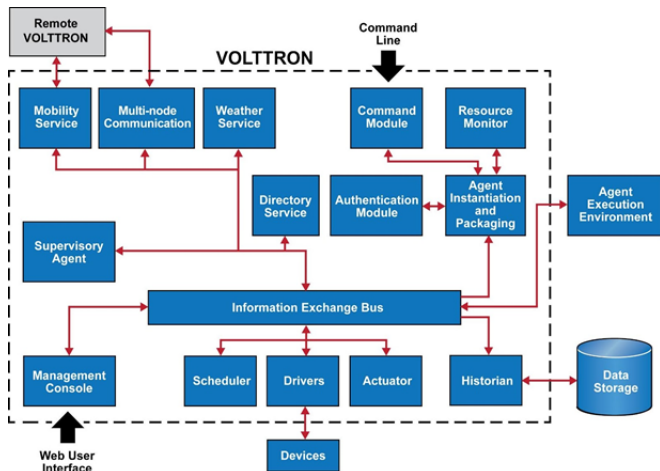 Remote
VOLTTRON
Command
Line
VOLTTRON
Mobility
Service
Multi-node
Communication
Weather
Service
Command
Module
Resource
Monitor
Directory
Service
Authentication
Module
Agent
Instantiation
and
Packaging
Agent
Execution
Environment
Supervisory
Agent
Information Exchange Bus
Management
Console
Scheduler
Drivers
Actuator
Historian
Data
Storage
Web User
Interface
Devices